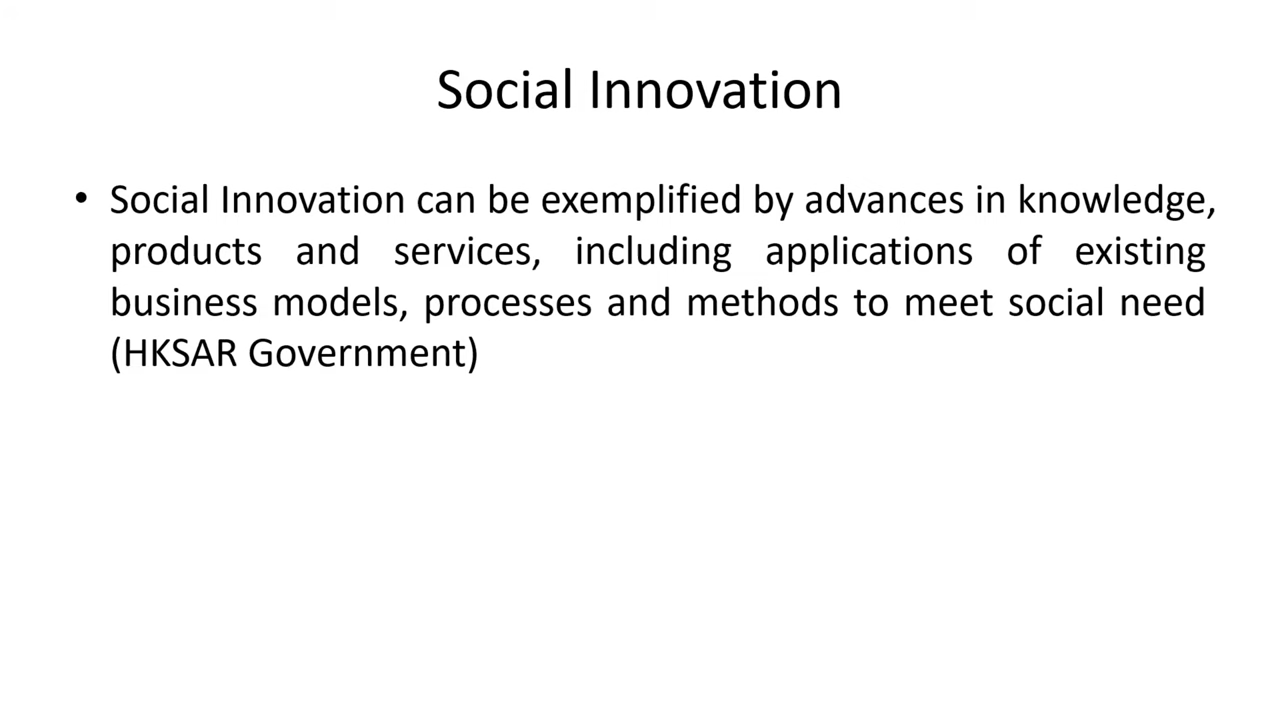 Social Innovation
• Social Innovation can be exemplified by advances in knowledge,
products and services, including applications of existing
business models, processes and methods to meet social need
(HKSAR Government)